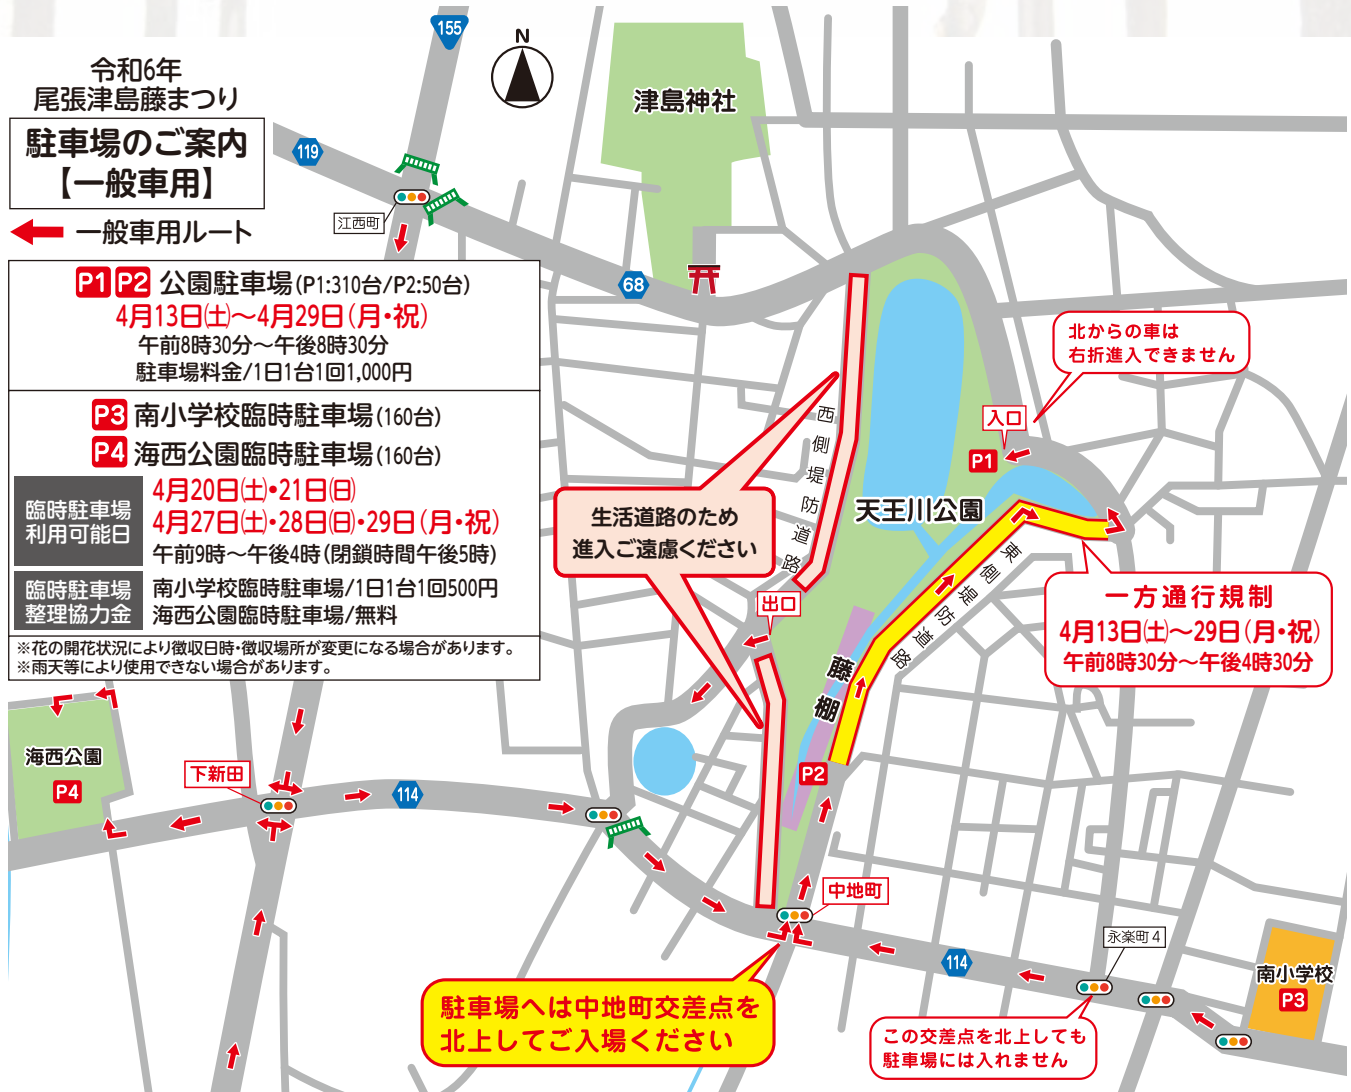 令和6年
尾張津島藤まつり
駐車場のご案内
【一般車用】
一般車用ルート
P1 P2 公園駐車場(P1:310台/P2:50台)
4月13日(土)〜4月29日(月・祝)
午前8時30分〜午後8時30分
駐車場料金/1日1台1回1,000円
P3 南小学校臨時駐車場(160台)
P4 海西公園臨時駐車場(160台)
臨時駐車場
利用可能日
4月20日(土)・21日(日)
4月27日(土)・28日(日)・29日(月・祝)
午前9時〜午後4時(閉鎖時間午後5時)
臨時駐車場
整理協力金
南小学校臨時駐車場/1日1台1回500円
海西公園臨時駐車場/無料
※花の開花状況により徴収日時・徴収場所が変更になる場合があります。
※雨天等により使用できない場合があります。
155
N
119
江西町
津島神社
68
北からの車は
右折進入できません
入口
P1
西側堤防道路
天王川公園
生活道路のため
進入ご遠慮ください
出口
東側堤防道路
一方通行規制
4月13日(土)〜29日(月・祝)
午前8時30分〜午後4時30分
藤棚
P2
海西公園
P4
下新田
114
中地町
駐車場へは中地町交差点を
北上してご入場ください
114
永楽町4
この交差点を北上しても
駐車場には入れません
南小学校
P3